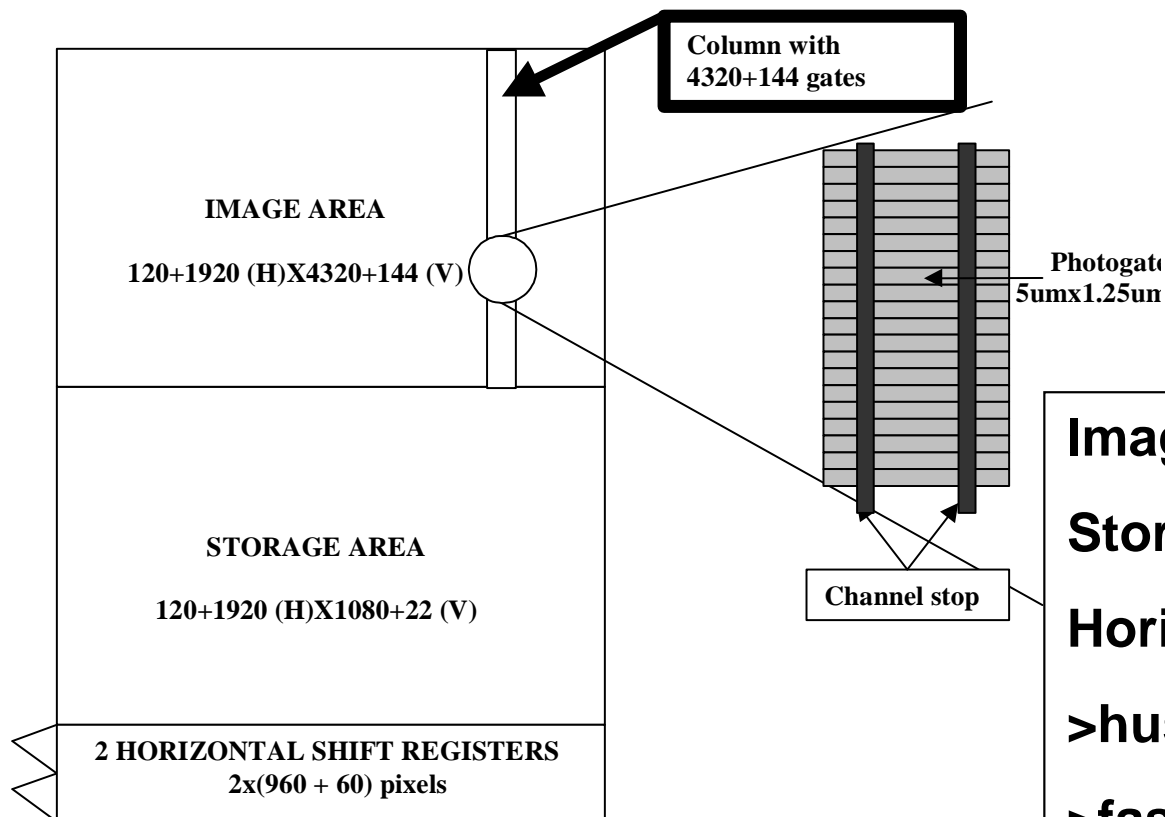 Column with
4320+144 gates
IMAGE AREA
120+1920 (H)X4320+144 (V)
5umx1.25um
Channel stop
STORAGE AREA
120+1920 (H)X1080+22 (V)
2 HORIZONTAL SHIFT REGISTERS
2x(960 + 60) pixels